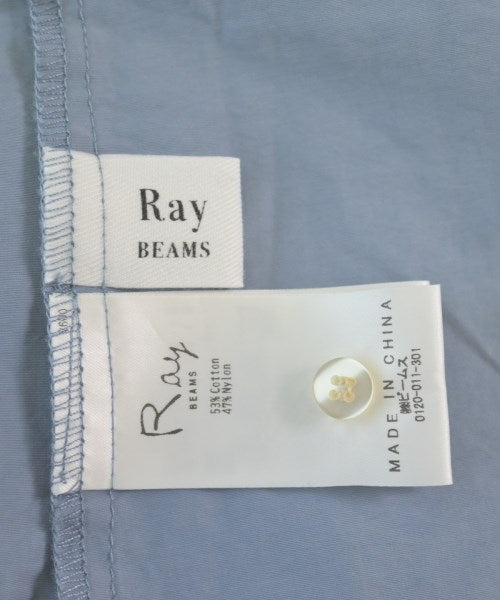 Ray
BEAMS
Ray
BEAMS
53% Cotton
47% Nylon
MADE IN CHINA
㈱ビームス
0120-011-301